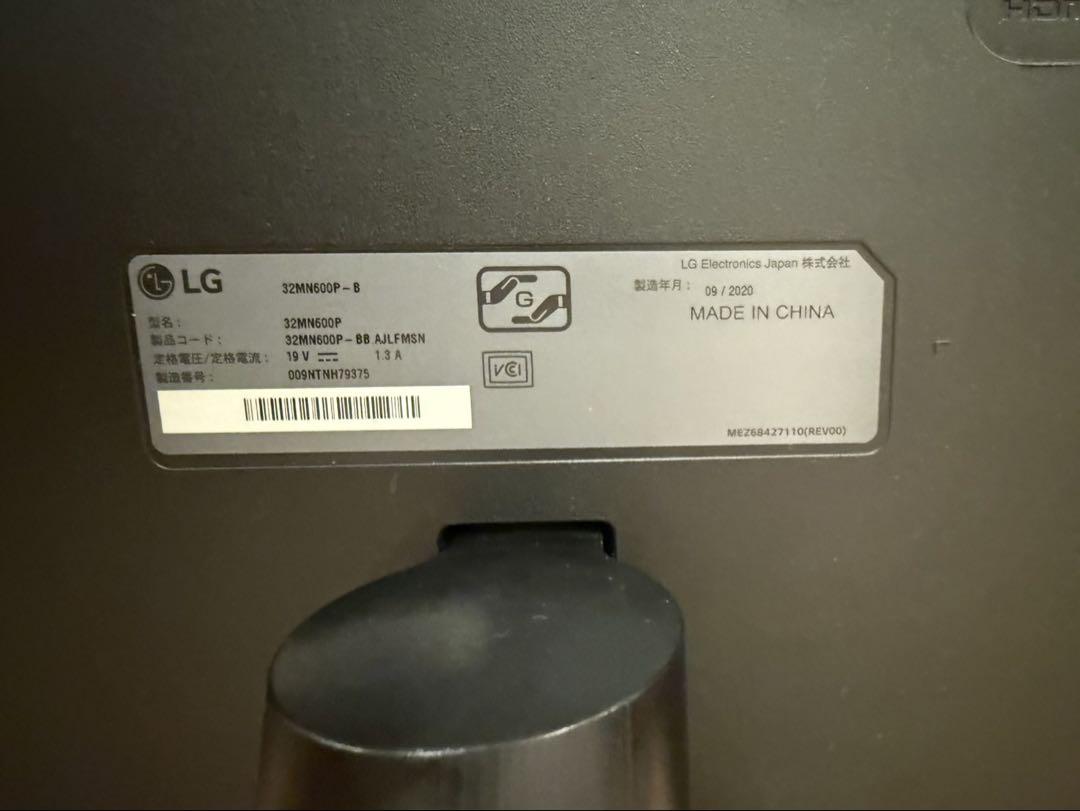 HDMI
LG
32MN600P-B
型名: 32MN600P
製品コード: 32MN600P-BB.AJLFMSN
定格電圧/定格電流: 19 V ⎓ 1.3 A
製造番号: 009NTNH79375
G
VCI
LG Electronics Japan 株式会社
製造年月: 09 / 2020
MADE IN CHINA
MEZ68427110(REV00)